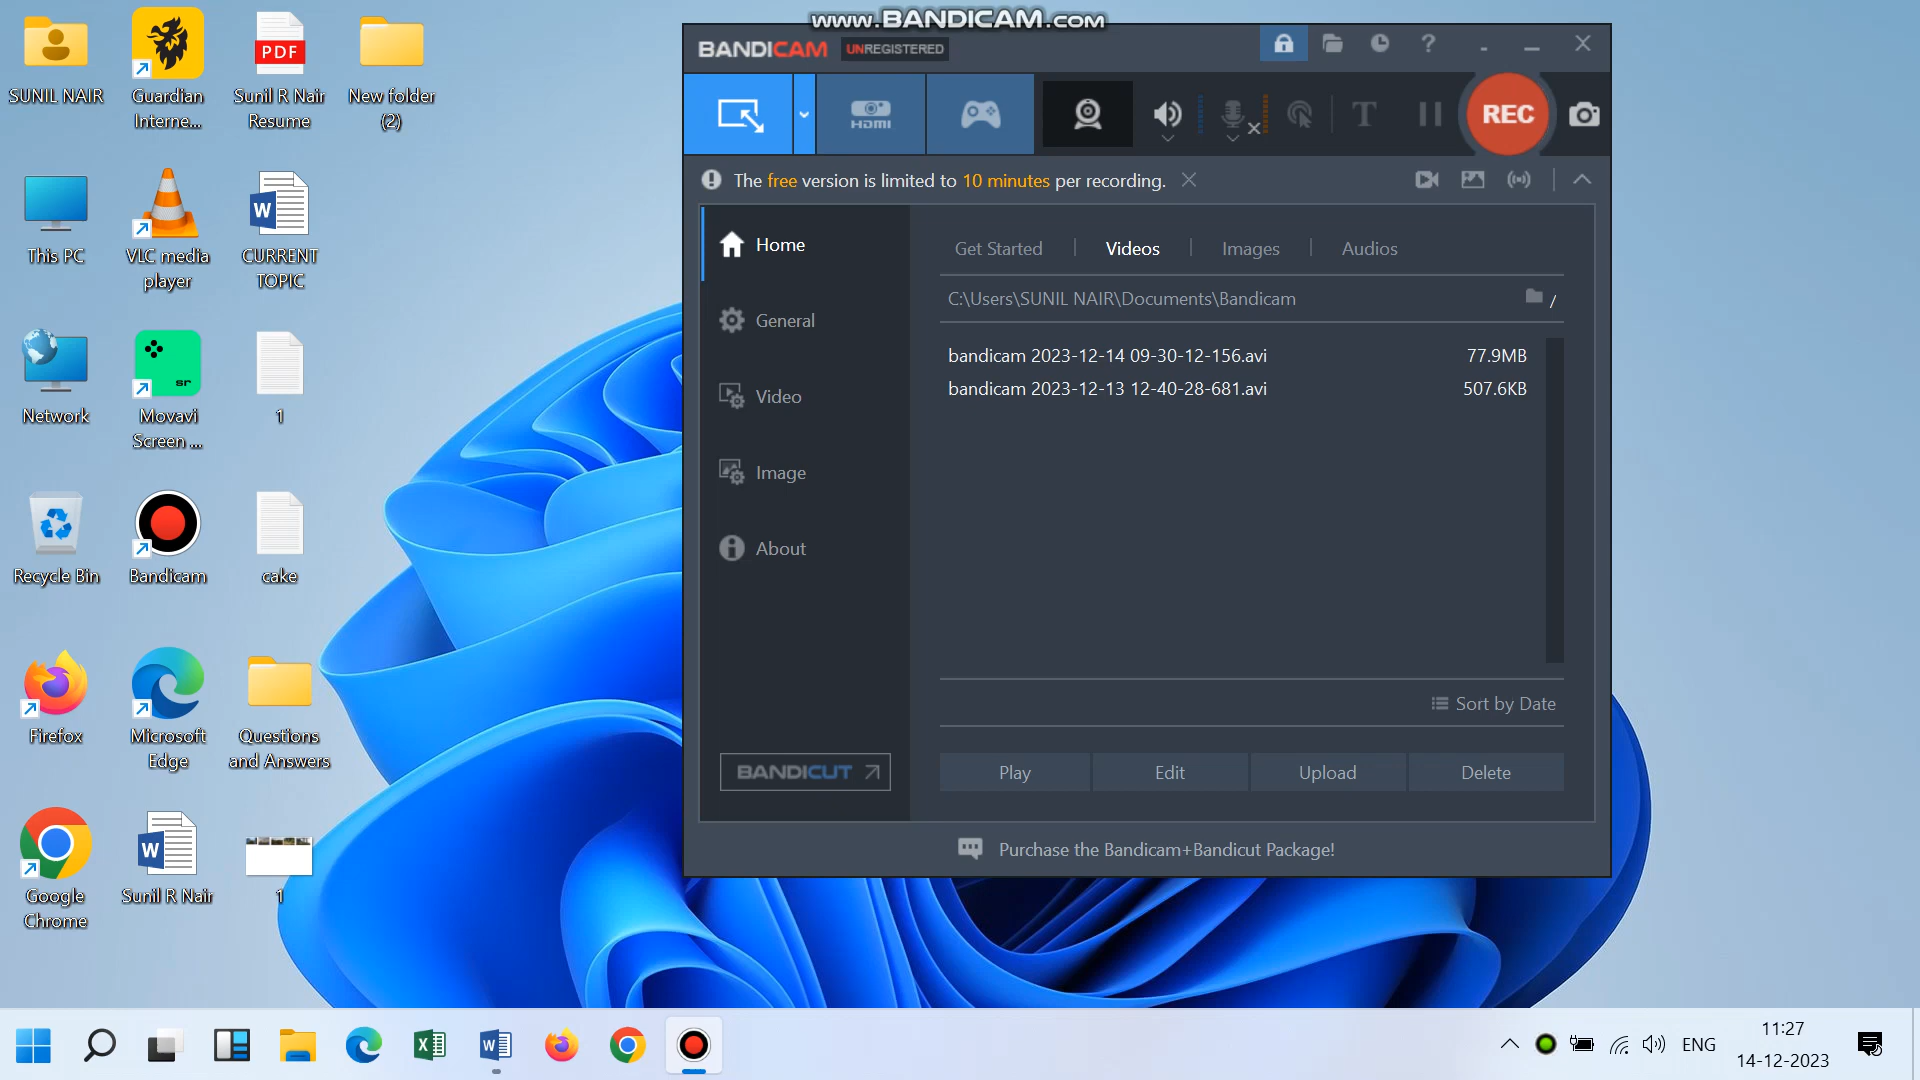 www.BANDICAM.com
SUNIL NAIR
Guardian
Interne...
PDF
Sunil R Nair
Resume
New folder
(2)
This PC
VLC media
player
W
CURRENT
TOPIC
Network
sr
Movavi
Screen ...
1
Recycle Bin
Bandicam
cake
Firefox
Microsoft
Edge
Questions
and Answers
Google
Chrome
W
Sunil R Nair
1
BANDICAM UNREGISTERED
?
HDMI
T
REC
The free version is limited to 10 minutes per recording.
Home
General
Video
Image
About
BANDICUT
Get Started
Videos
Images
Audios
C:\Users\SUNIL NAIR\Documents\Bandicam
/
bandicam 2023-12-14 09-30-12-156.avi 77.9MB
bandicam 2023-12-13 12-40-28-681.avi 507.6KB
Sort by Date
Play
Edit
Upload
Delete
Purchase the Bandicam+Bandicut Package!
ENG
11:27
14-12-2023